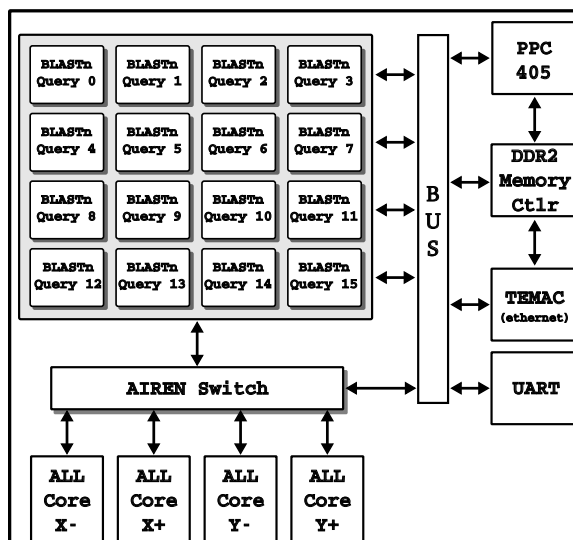 BLASTn
Query 0
BLASTn
Query 1
BLASTn
Query 2
BLASTn
Query 3
BLASTn
Query 4
BLASTn
Query 5
BLASTn
Query 6
BLASTn
Query 7
BLASTn
Query 8
BLASTn
Query 9
BLASTn
Query 10
BLASTn
Query 11
BLASTn
Query 12
BLASTn
Query 13
BLASTn
Query 14
BLASTn
Query 15
BUS
PPC
405
DDR2
Memory
Ctlr
TEMAC
(ethernet)
UART
AIREN Switch
ALL
Core
X-
ALL
Core
X+
ALL
Core
Y-
ALL
Core
Y+